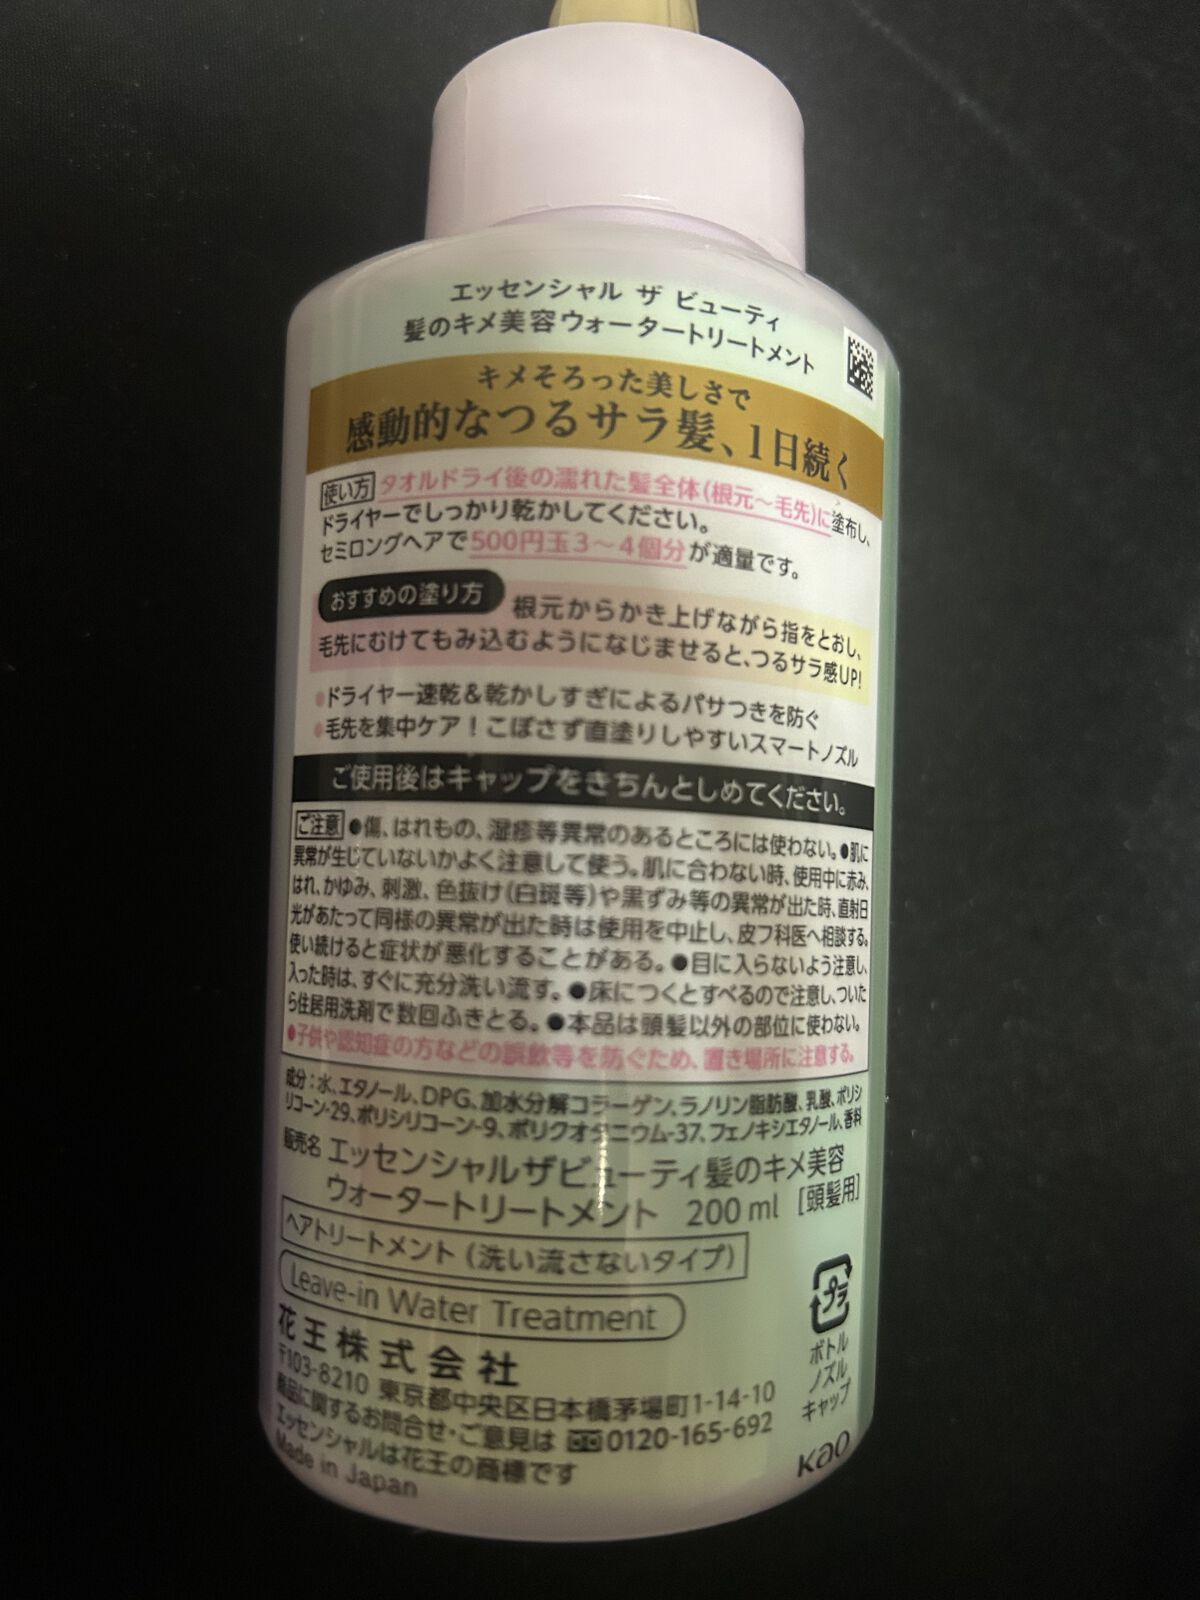 エッセンシャル ザ ビューティ
髪のキメ美容ウォータートリートメント
キメそろった美しさで
感動的なつるサラ髪、1日続く
使い方 タオルドライ後の濡れた髪全体(根元～毛先)に塗布し、
ドライヤーでしっかり乾かしてください。
セミロングヘアで500円玉3～4個分が適量です。
おすすめの塗り方 根元からかき上げながら指をとおし、
毛先にむけてもみ込むようになじませると、つるサラ感UP!
●ドライヤー速乾＆乾かしすぎによるパサつきを防ぐ
●毛先を集中ケア！こぼさず直塗りしやすいスマートノズル
ご使用後はキャップをきちんとしめてください。
ご注意 ●傷、はれもの、湿疹等異常のあるところには使わない。●肌に
異常が生じていないかよく注意して使う。肌に合わない時、使用中に赤み、
はれ、かゆみ、刺激、色抜け(白斑等)や黒ずみ等の異常が出た時、直射日
光があたって同様の異常が出た時は使用を中止し、皮フ科医へ相談する。
使い続けると症状が悪化することがある。●目に入らないよう注意し、
入った時は、すぐに充分洗い流す。●床につくとすべるので注意し、ついた
ら住居用洗剤で数回ふきとる。●本品は頭髪以外の部位に使わない。
●子供や認知症の方などの誤飲等を防ぐため、置き場所に注意する。
成分：水、エタノール、DPG、加水分解コラーゲン、ラノリン脂肪酸、乳酸、ポリシ
リコーン-29、ポリシリコーン-9、ポリクオタニウム-37、フェノキシエタノール、香料
販売名 エッセンシャルザビューティ髪のキメ美容
ウォータートリートメント 200ml [頭髪用]
ヘアトリートメント(洗い流さないタイプ)
Leave-in Water Treatment
花王株式会社
〒103-8210 東京都中央区日本橋茅場町1-14-10
商品に関するお問合せ・ご意見は 0120-165-692
エッセンシャルは花王の商標です
Made in Japan
プラ
ボトル
ノズル
キャップ
Kao